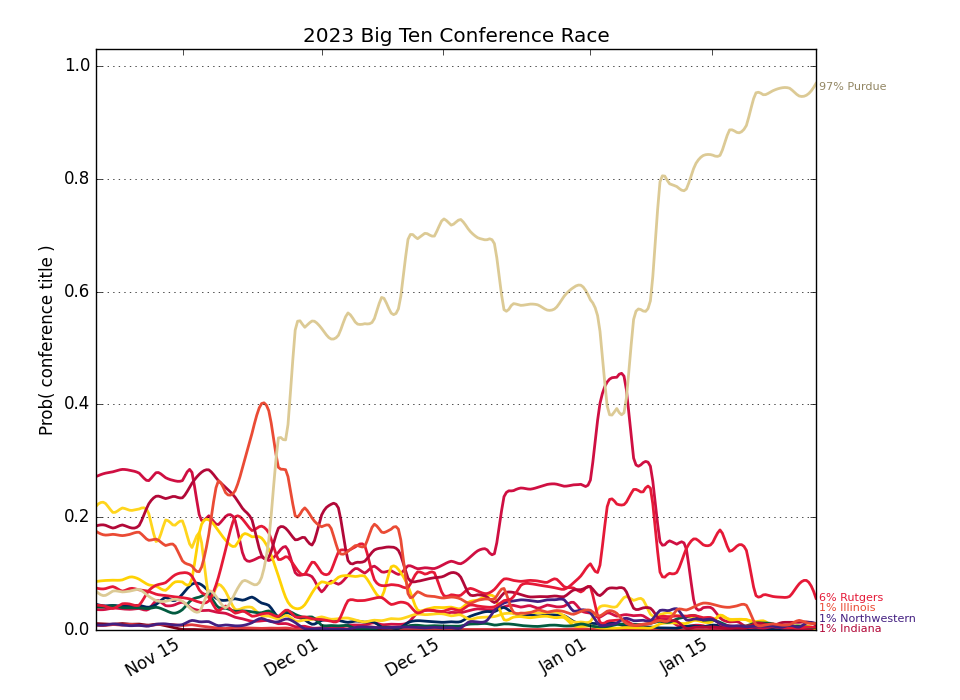 2023 Big Ten Conference Race
Prob( conference title )
1.0
0.8
0.6
0.4
0.2
0.0
97% Purdue
6% Rutgers
1% Illinois
1% Northwestern
1% Indiana
Nov 15
Dec 01
Dec 15
Jan 01
Jan 15